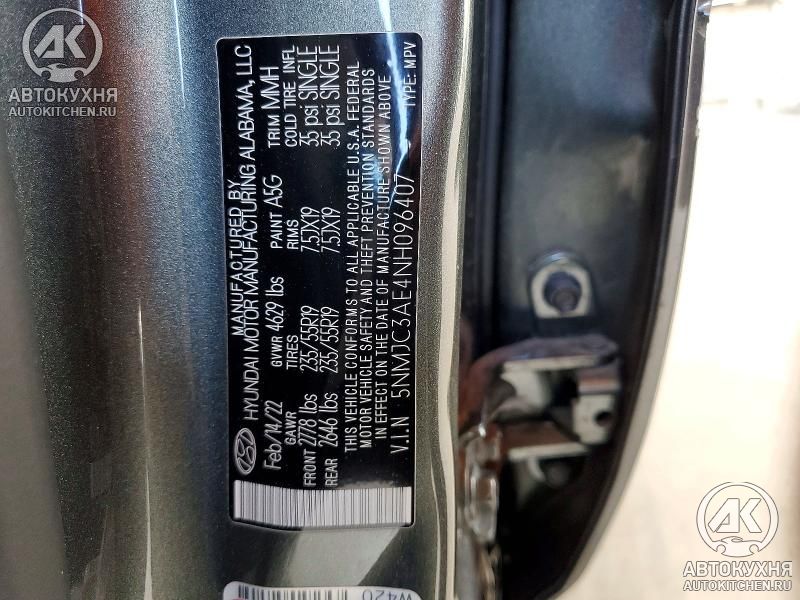 АВТОКУХНЯ
AUTOKITCHEN.RU
MANUFACTURED BY
HYUNDAI MOTOR MANUFACTURING ALABAMA, LLC
Feb/14/22 GVWR 4629 lbs PAINT A5G TRIM MMH
GAWR TIRES RIMS COLD TIRE INFL
FRONT 2778 lbs 235/55R19 7.5JX19 35 psi SINGLE
REAR 2646 lbs 235/55R19 7.5JX19 35 psi SINGLE
THIS VEHICLE CONFORMS TO ALL APPLICABLE U.S.A. FEDERAL
MOTOR VEHICLE SAFETY AND THEFT PREVENTION STANDARDS
IN EFFECT ON THE DATE OF MANUFACTURE SHOWN ABOVE
V.I.N 5NMJC3AE4NH096407 TYPE: MPV
W420
АВТОКУХНЯ
AUTOKITCHEN.RU